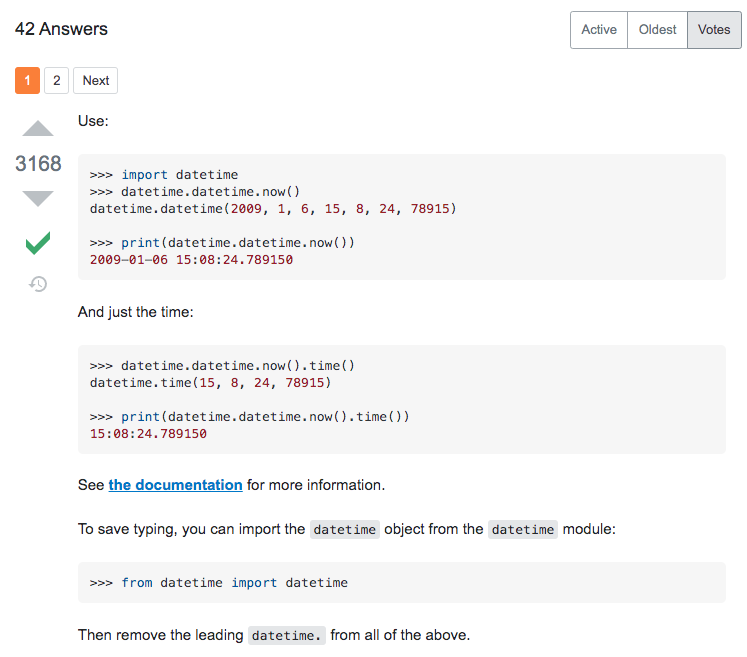 42 Answers
Active Oldest Votes
1 2 Next
Use:
3168
>>> import datetime
>>> datetime.datetime.now()
datetime.datetime(2009, 1, 6, 15, 8, 24, 78915)
>>> print(datetime.datetime.now())
2009-01-06 15:08:24.789150
And just the time:
>>> datetime.datetime.now().time()
datetime.time(15, 8, 24, 78915)
>>> print(datetime.datetime.now().time())
15:08:24.789150
See the documentation for more information.
To save typing, you can import the datetime object from the datetime module:
>>> from datetime import datetime
Then remove the leading datetime. from all of the above.